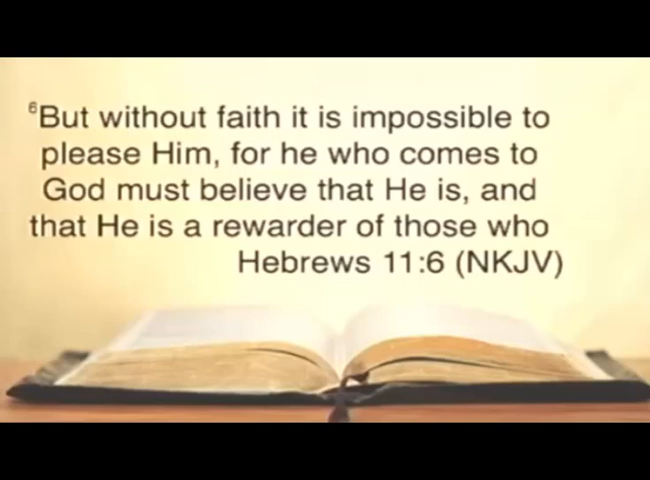 ⁶But without faith it is impossible to
please Him, for he who comes to
God must believe that He is, and
that He is a rewarder of those who
Hebrews 11:6 (NKJV)